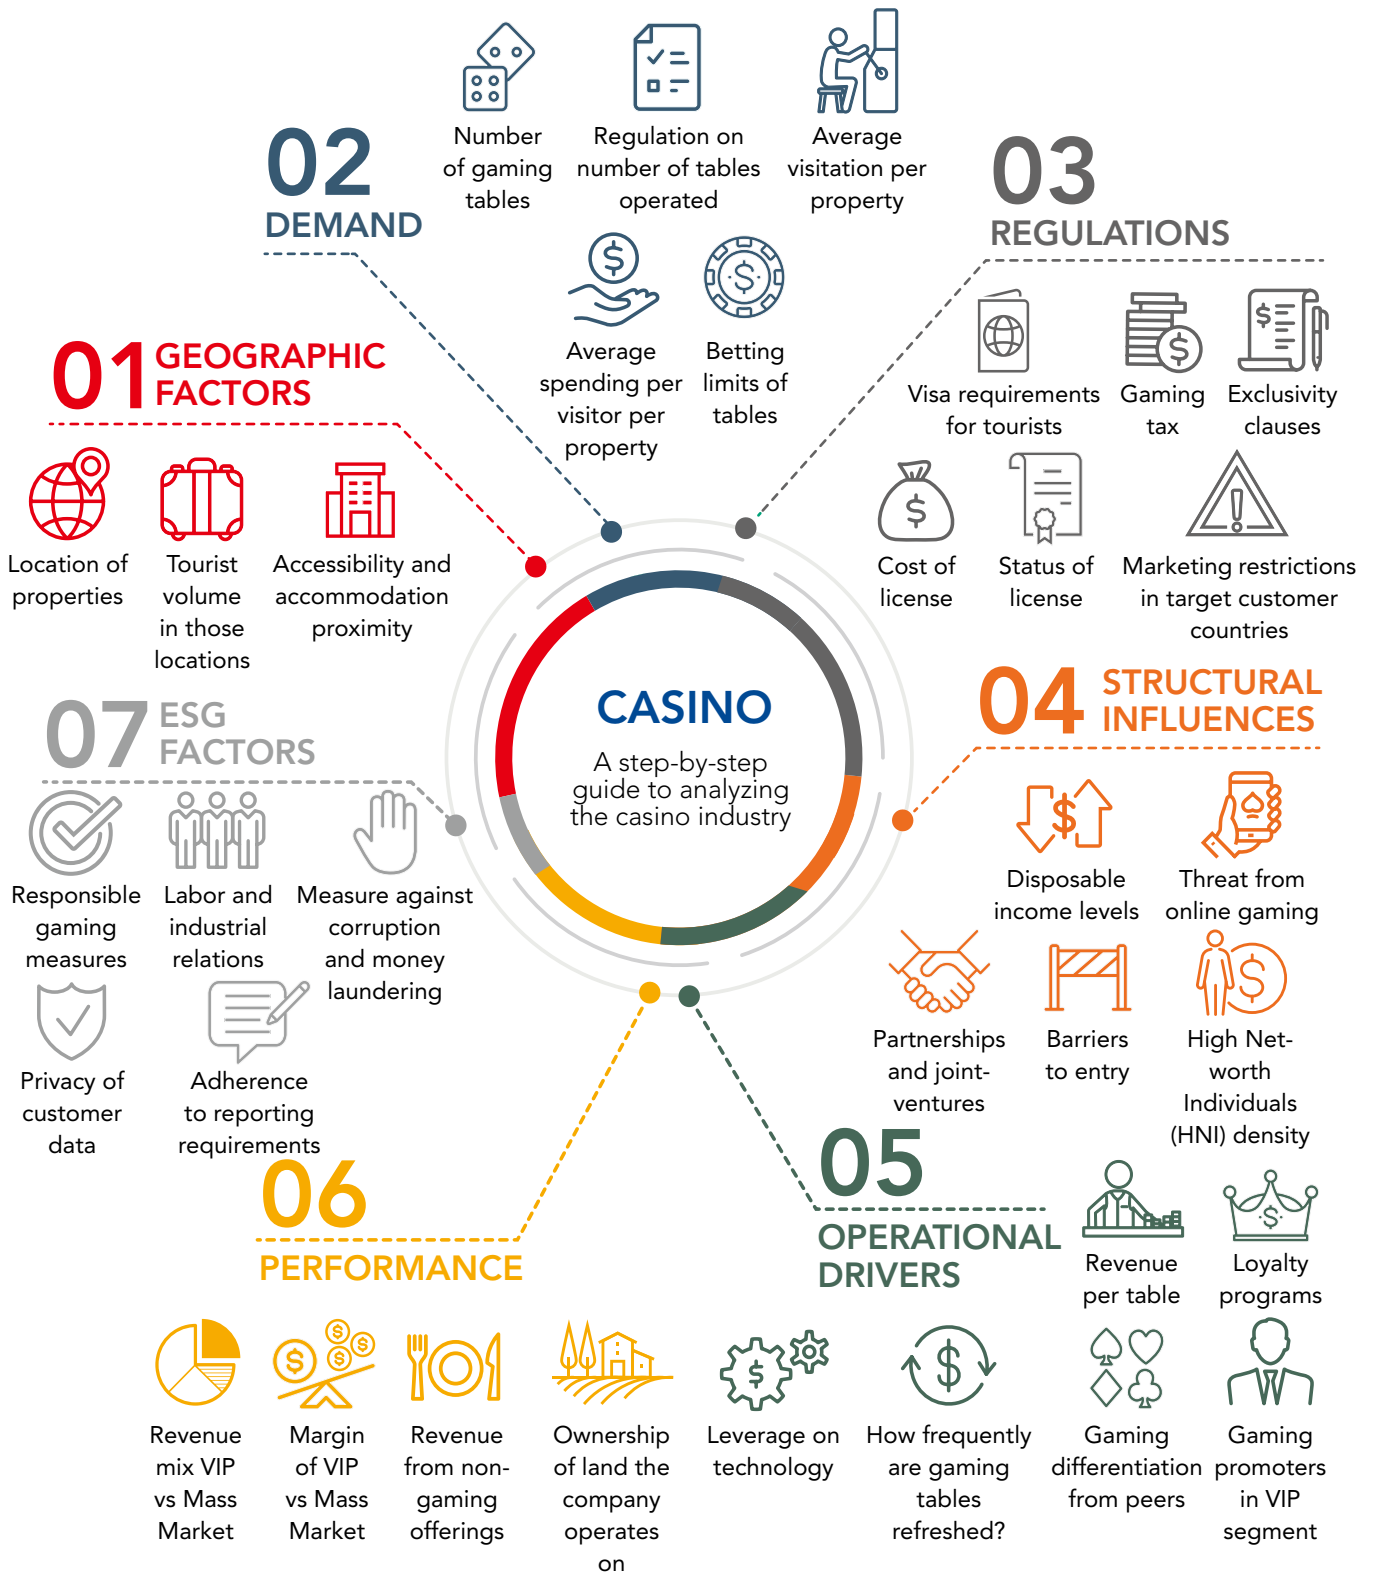 CASINO
A step-by-step
guide to analyzing
the casino industry
01
GEOGRAPHIC
FACTORS
Location of
properties
Tourist
volume
in those
locations
Accessibility and
accommodation
proximity
02
DEMAND
Number
of gaming
tables
Regulation on
number of tables
operated
Average
visitation per
property
Average
spending per
visitor per
property
Betting
limits of
tables
03
REGULATIONS
Visa requirements
for tourists
Gaming
tax
Exclusivity
clauses
Cost of
license
Status of
license
Marketing restrictions
in target customer
countries
04
STRUCTURAL
INFLUENCES
Disposable
income levels
Threat from
online gaming
Partnerships
and joint-
ventures
Barriers
to entry
High Net-
worth
Individuals
(HNI) density
05
OPERATIONAL
DRIVERS
Revenue
per table
Loyalty
programs
Leverage on
technology
How frequently
are gaming
tables
refreshed?
Gaming
differentiation
from peers
Gaming
promoters
in VIP
segment
06
PERFORMANCE
Revenue
mix VIP
vs Mass
Market
Margin
of VIP
vs Mass
Market
Revenue
from non-
gaming
offerings
Ownership
of land the
company
operates
on
07
ESG
FACTORS
Responsible
gaming
measures
Labor and
industrial
relations
Measure against
corruption
and money
laundering
Privacy of
customer
data
Adherence
to reporting
requirements